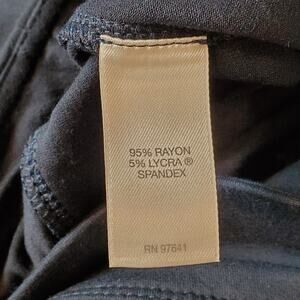 95% RAYON
5% LYCRA ®
SPANDEX
RN 97641